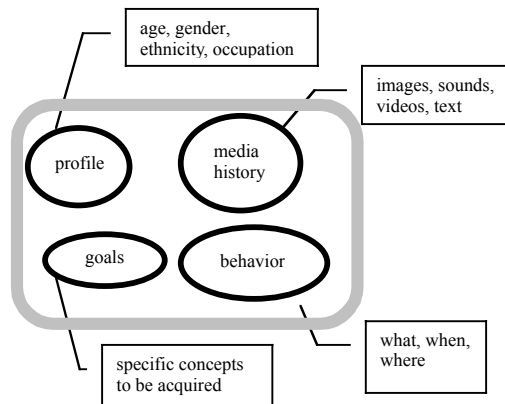 age, gender,
ethnicity, occupation
images, sounds,
videos, text
profile
media
history
goals
behavior
what, when,
where
specific concepts
to be acquired